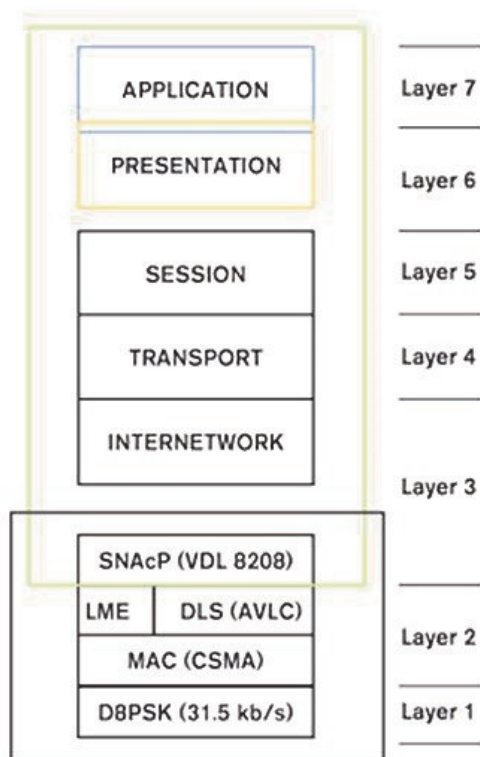 APPLICATION Layer 7
PRESENTATION Layer 6
SESSION Layer 5
TRANSPORT Layer 4
INTERNETWORK
Layer 3
SNAcP (VDL 8208)
LME DLS (AVLC)
Layer 2
MAC (CSMA)
D8PSK (31.5 kb/s) Layer 1